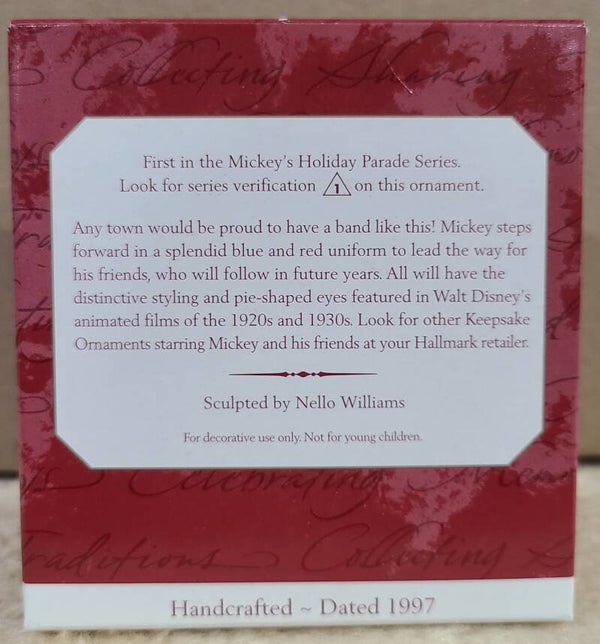 Collecting Sharing
First in the Mickey's Holiday Parade Series.
Look for series verification 1 on this ornament.
Any town would be proud to have a band like this! Mickey steps
forward in a splendid blue and red uniform to lead the way for
his friends, who will follow in future years. All will have the
distinctive styling and pie-shaped eyes featured in Walt Disney's
animated films of the 1920s and 1930s. Look for other Keepsake
Ornaments starring Mickey and his friends at your Hallmark retailer.
Sculpted by Nello Williams
For decorative use only. Not for young children.
Celebrating
Traditions Collecting
Handcrafted ~ Dated 1997